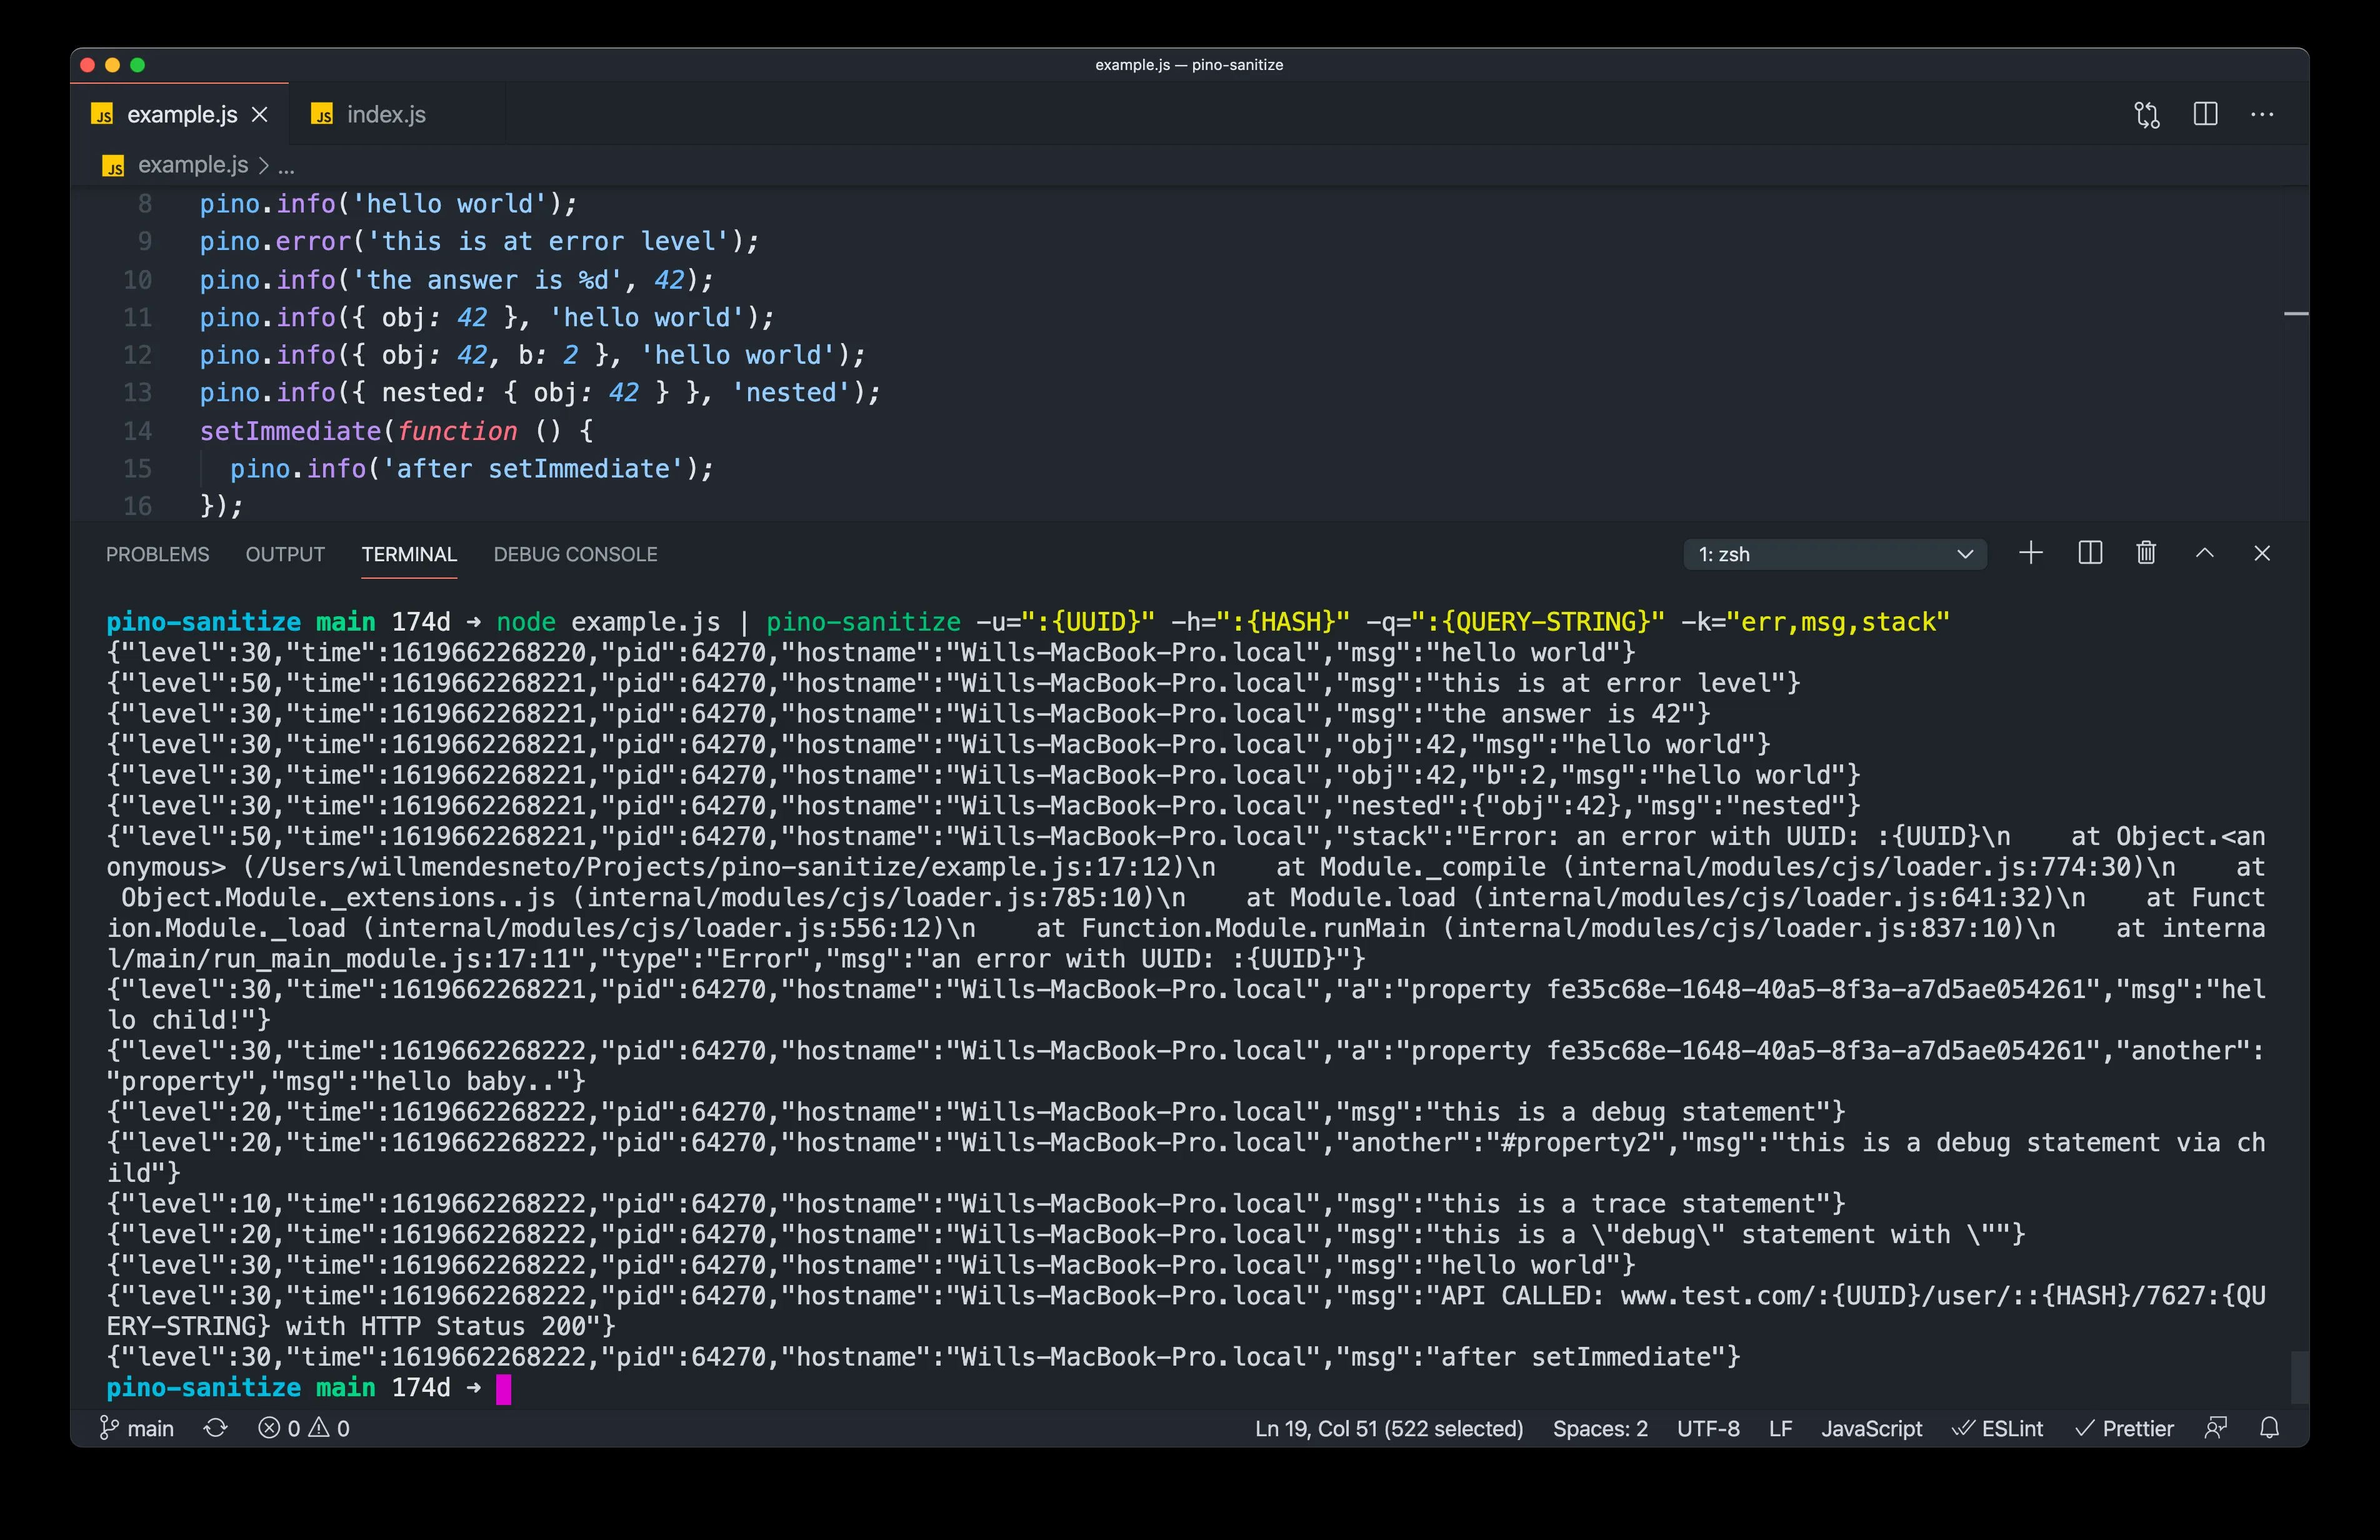 example.js — pino-sanitize
JS example.js × JS index.js
JS example.js > ...
8 pino.info('hello world');
9 pino.error('this is at error level');
10 pino.info('the answer is %d', 42);
11 pino.info({ obj: 42 }, 'hello world');
12 pino.info({ obj: 42, b: 2 }, 'hello world');
13 pino.info({ nested: { obj: 42 } }, 'nested');
14 setImmediate(function () {
15 pino.info('after setImmediate');
16 });
PROBLEMS OUTPUT TERMINAL DEBUG CONSOLE 1: zsh
pino-sanitize main 174d → node example.js | pino-sanitize -u=":{UUID}" -h=":{HASH}" -q=":{QUERY-STRING}" -k="err,msg,stack"
{"level":30,"time":1619662268220,"pid":64270,"hostname":"Wills-MacBook-Pro.local","msg":"hello world"}
{"level":50,"time":1619662268221,"pid":64270,"hostname":"Wills-MacBook-Pro.local","msg":"this is at error level"}
{"level":30,"time":1619662268221,"pid":64270,"hostname":"Wills-MacBook-Pro.local","msg":"the answer is 42"}
{"level":30,"time":1619662268221,"pid":64270,"hostname":"Wills-MacBook-Pro.local","obj":42,"msg":"hello world"}
{"level":30,"time":1619662268221,"pid":64270,"hostname":"Wills-MacBook-Pro.local","obj":42,"b":2,"msg":"hello world"}
{"level":30,"time":1619662268221,"pid":64270,"hostname":"Wills-MacBook-Pro.local","nested":{"obj":42},"msg":"nested"}
{"level":50,"time":1619662268221,"pid":64270,"hostname":"Wills-MacBook-Pro.local","stack":"Error: an error with UUID: :{UUID}\n    at Object.<an
onymous> (/Users/willmendesneto/Projects/pino-sanitize/example.js:17:12)\n    at Module._compile (internal/modules/cjs/loader.js:774:30)\n    at
 Object.Module._extensions..js (internal/modules/cjs/loader.js:785:10)\n    at Module.load (internal/modules/cjs/loader.js:641:32)\n    at Funct
ion.Module._load (internal/modules/cjs/loader.js:556:12)\n    at Function.Module.runMain (internal/modules/cjs/loader.js:837:10)\n    at interna
l/main/run_main_module.js:17:11","type":"Error","msg":"an error with UUID: :{UUID}"}
{"level":30,"time":1619662268221,"pid":64270,"hostname":"Wills-MacBook-Pro.local","a":"property fe35c68e-1648-40a5-8f3a-a7d5ae054261","msg":"hel
lo child!"}
{"level":30,"time":1619662268222,"pid":64270,"hostname":"Wills-MacBook-Pro.local","a":"property fe35c68e-1648-40a5-8f3a-a7d5ae054261","another":
"property","msg":"hello baby.."}
{"level":20,"time":1619662268222,"pid":64270,"hostname":"Wills-MacBook-Pro.local","msg":"this is a debug statement"}
{"level":20,"time":1619662268222,"pid":64270,"hostname":"Wills-MacBook-Pro.local","another":"#property2","msg":"this is a debug statement via ch
ild"}
{"level":10,"time":1619662268222,"pid":64270,"hostname":"Wills-MacBook-Pro.local","msg":"this is a trace statement"}
{"level":20,"time":1619662268222,"pid":64270,"hostname":"Wills-MacBook-Pro.local","msg":"this is a \"debug\" statement with \""}
{"level":30,"time":1619662268222,"pid":64270,"hostname":"Wills-MacBook-Pro.local","msg":"hello world"}
{"level":30,"time":1619662268222,"pid":64270,"hostname":"Wills-MacBook-Pro.local","msg":"API CALLED: www.test.com/:{UUID}/user/::{HASH}/7627:{QU
ERY-STRING} with HTTP Status 200"}
{"level":30,"time":1619662268222,"pid":64270,"hostname":"Wills-MacBook-Pro.local","msg":"after setImmediate"}
pino-sanitize main 174d →
main 0 0 Ln 19, Col 51 (522 selected) Spaces: 2 UTF-8 LF JavaScript ESLint Prettier